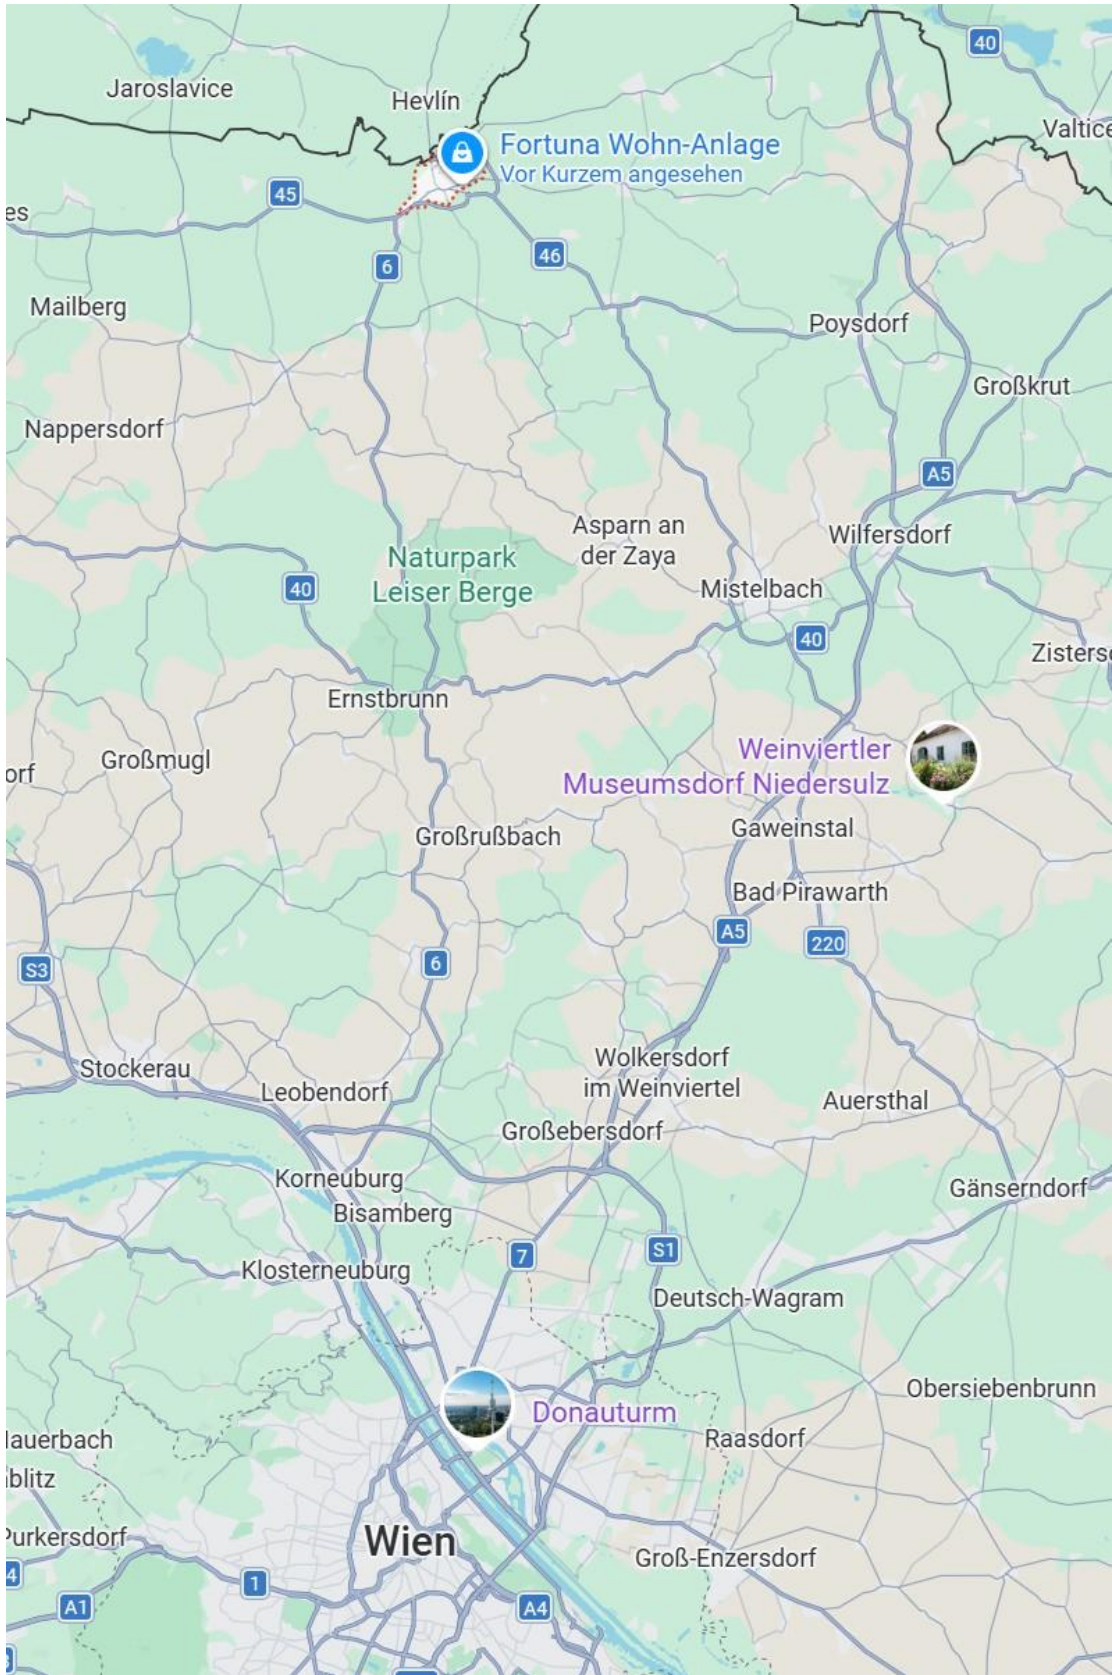 40
Jaroslavice
Hevlín
Valtice
Fortuna Wohn-Anlage
Vor Kurzem angesehen
45
es
46
6
Mailberg
Poysdorf
Großkrut
Nappersdorf
A5
Asparn an
der Zaya
Wilfersdorf
Naturpark
Leiser Berge
40
Mistelbach
40
Zistersd
Ernstbrunn
Weinviertler
Museumsdorf Niedersulz
Großmugl
orf
Gaweinstal
Großrußbach
Bad Pirawarth
A5
220
6
S3
Wolkersdorf
im Weinviertel
Stockerau
Leobendorf
Auersthal
Großebersdorf
Korneuburg
Gänserndorf
Bisamberg
7
S1
Klosterneuburg
Deutsch-Wagram
Obersiebenbrunn
Donauturm
auerbach
Raasdorf
blitz
Purkersdorf
Wien
Groß-Enzersdorf
4
1
A1
A4